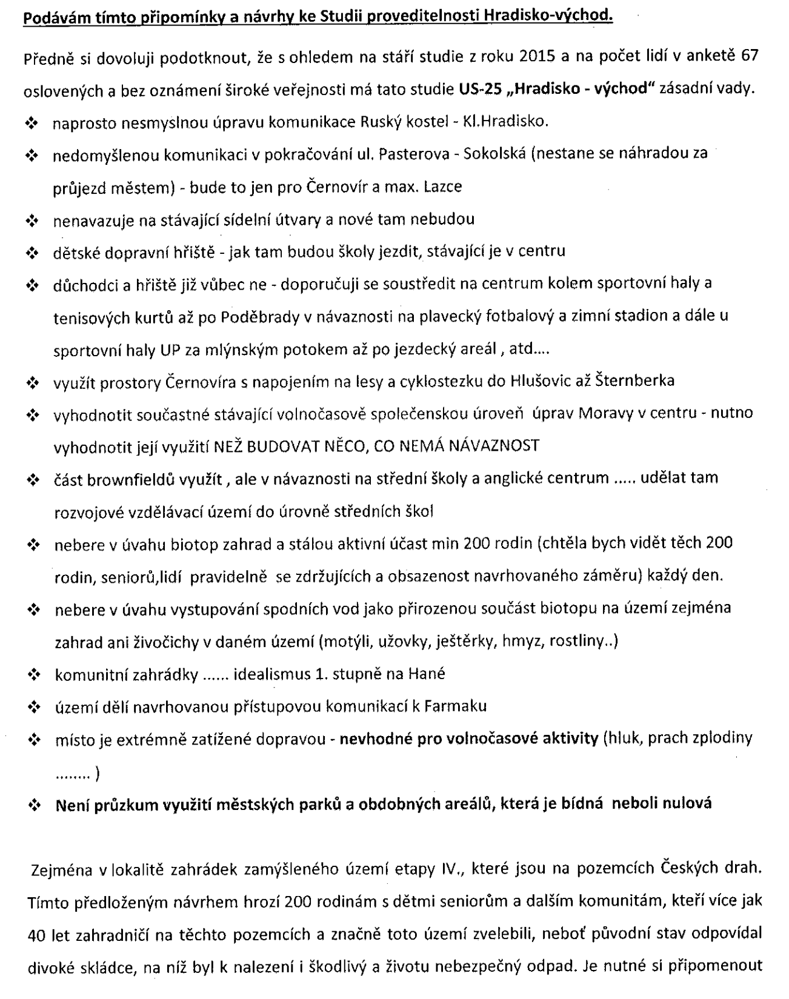 Podávám tímto připomínky a návrhy ke Studii proveditelnosti Hradisko-východ.
Předně si dovoluji podotknout, že s ohledem na stáří studie z roku 2015 a na počet lidí v anketě 67
oslovených a bez oznámení široké veřejnosti má tato studie US-25 „Hradisko - východ“ zásadní vady.
❖ naprosto nesmyslnou úpravu komunikace Ruský kostel - Kl.Hradisko.
❖ nedomyšlenou komunikaci v pokračování ul. Pasterova - Sokolská (nestane se náhradou za
průjezd městem) - bude to jen pro Černovír a max. Lazce
❖ nenavazuje na stávající sídelní útvary a nové tam nebudou
❖ dětské dopravní hřiště - jak tam budou školy jezdit, stávající je v centru
❖ důchodci a hřiště již vůbec ne - doporučuji se soustředit na centrum kolem sportovní haly a
tenisových kurtů až po Poděbrady v návaznosti na plavecký fotbalový a zimní stadion a dále u
sportovní haly UP za mlýnským potokem až po jezdecký areál , atd....
❖ využít prostory Černovíra s napojením na lesy a cyklostezku do Hlušovic až Šternberka
❖ vyhodnotit součastné stávající volnočasově společenskou úroveň úprav Moravy v centru - nutno
vyhodnotit její využití NEŽ BUDOVAT NĚCO, CO NEMÁ NÁVAZNOST
❖ část brownfieldů využít , ale v návaznosti na střední školy a anglické centrum ..... udělat tam
rozvojové vzdělávací území do úrovně středních škol
❖ nebere v úvahu biotop zahrad a stálou aktivní účast min 200 rodin (chtěla bych vidět těch 200
rodin, seniorů,lidí pravidelně se zdržujících a obsazenost navrhovaného záměru) každý den.
❖ nebere v úvahu vystupování spodních vod jako přirozenou součást biotopu na území zejména
zahrad ani živočichy v daném území (motýli, užovky, ještěrky, hmyz, rostliny..)
❖ komunitní zahrádky ...... idealismus 1. stupně na Hané
❖ území dělí navrhovanou přístupovou komunikací k Farmaku
❖ místo je extrémně zatížené dopravou - nevhodné pro volnočasové aktivity (hluk, prach zplodiny
........ )
❖ Není průzkum využití městských parků a obdobných areálů, která je bídná neboli nulová
Zejména v lokalitě zahrádek zamýšleného území etapy IV., které jsou na pozemcích Českých drah.
Tímto předloženým návrhem hrozí 200 rodinám s dětmi seniorům a dalším komunitám, kteří více jak
40 let zahradničí na těchto pozemcích a značně toto území zvelebili, neboť původní stav odpovídal
divoké skládce, na níž byl k nalezení i škodlivý a životu nebezpečný odpad. Je nutné si připomenout